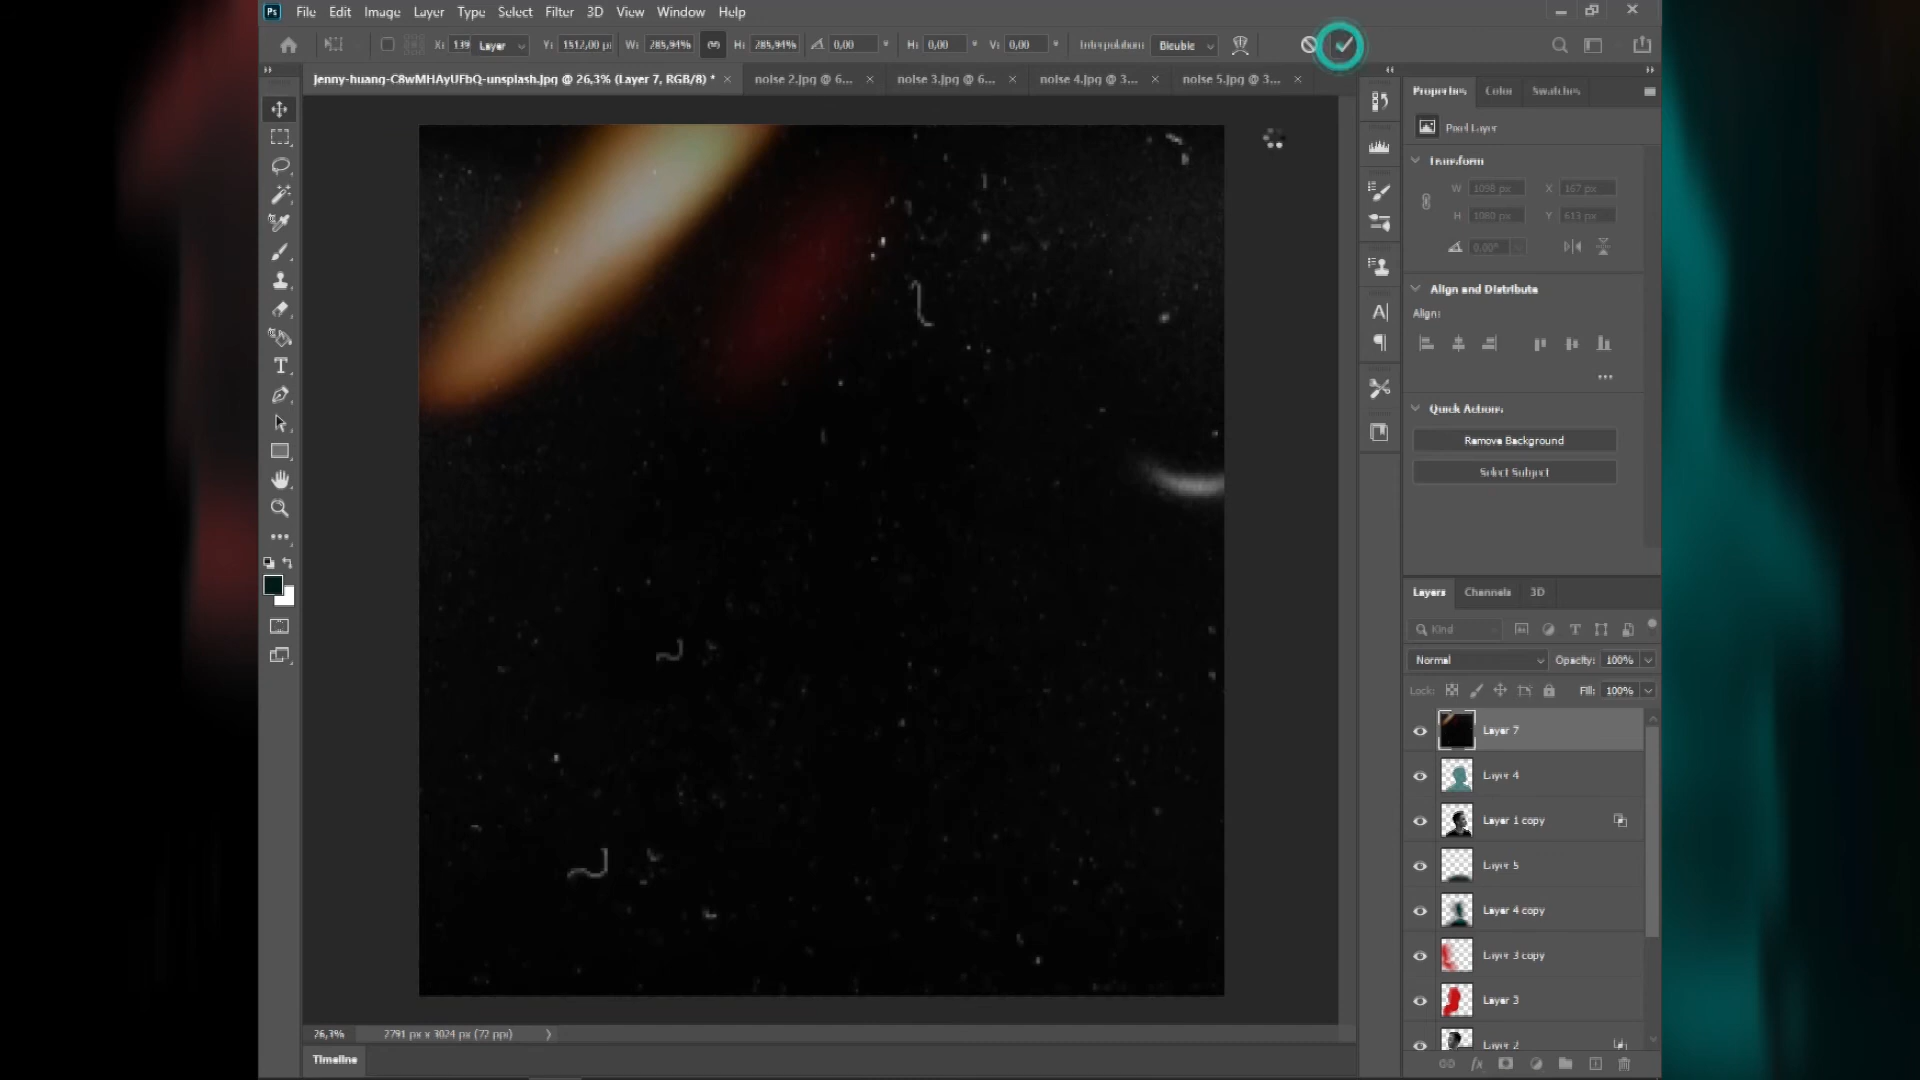 Ps File Edit Image Layer Type Select Filter 3D View Window Help
X: 139 Layer Y: 1512,00 pi W: 285,94% H: 285,94% 0,00 H: 0,00 V: 0,00 Interpolation: Bicubic
jenny-huang-C8wMHAyUFbQ-unsplash.jpg @ 26,3% (Layer 7, RGB/8) * × noise 2.jpg @ 6... × noise 3.jpg @ 6... × noise 4.jpg @ 3... × noise 5.jpg @ 3... ×
Properties Color Swatches
Pixel Layer
Transform
W 1098 px X 167 px
H 1080 px Y 613 px
0,00°
Align and Distribute
Align:
Quick Actions
Remove Background
Select Subject
Layers Channels 3D
Kind
Normal Opacity: 100%
Lock: Fill: 100%
Layer 7
Layer 4
Layer 1 copy
Layer 5
Layer 4 copy
Layer 3 copy
Layer 3
Layer 2
26,3% 2791 px x 3024 px (72 ppi)
Timeline